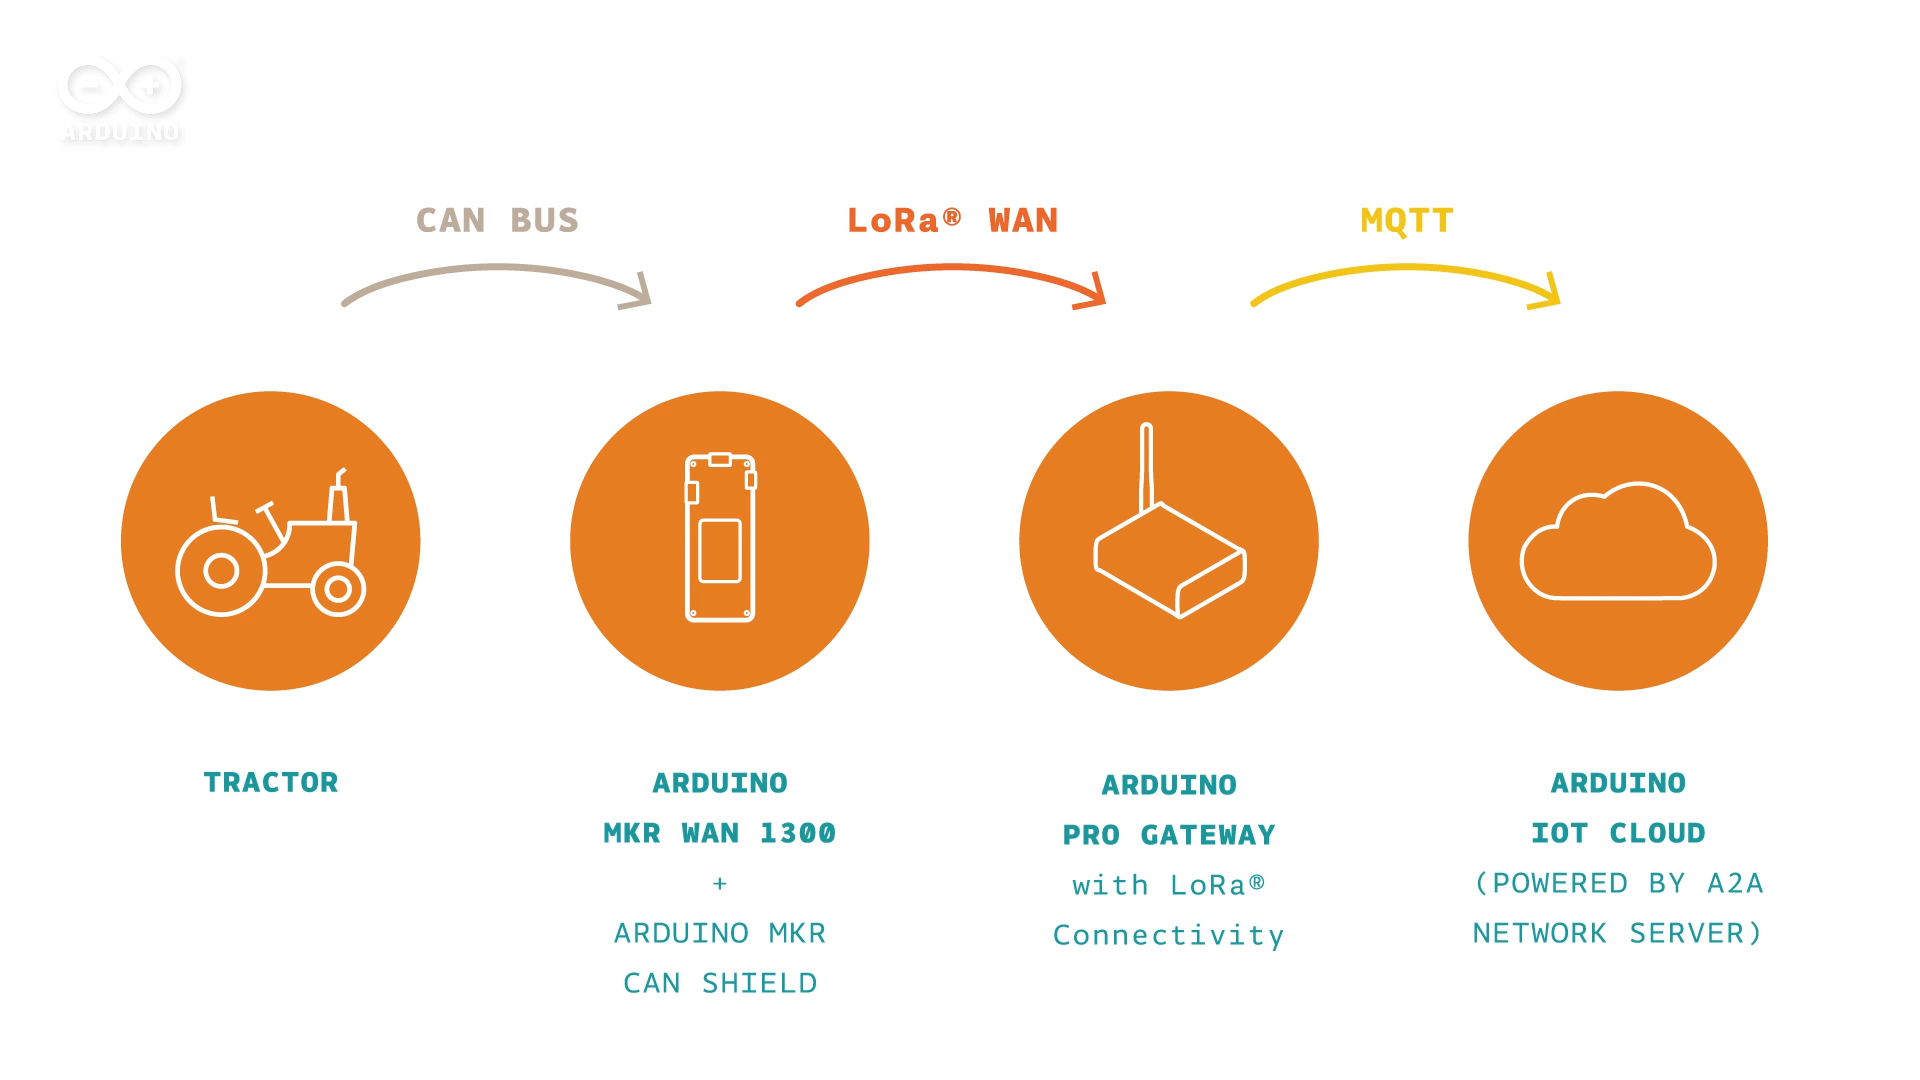 ARDUINO
CAN BUS
LoRa® WAN
MQTT
TRACTOR
ARDUINO
MKR WAN 1300
+
ARDUINO MKR
CAN SHIELD
ARDUINO
PRO GATEWAY
with LoRa®
Connectivity
ARDUINO
IOT CLOUD
(POWERED BY A2A
NETWORK SERVER)